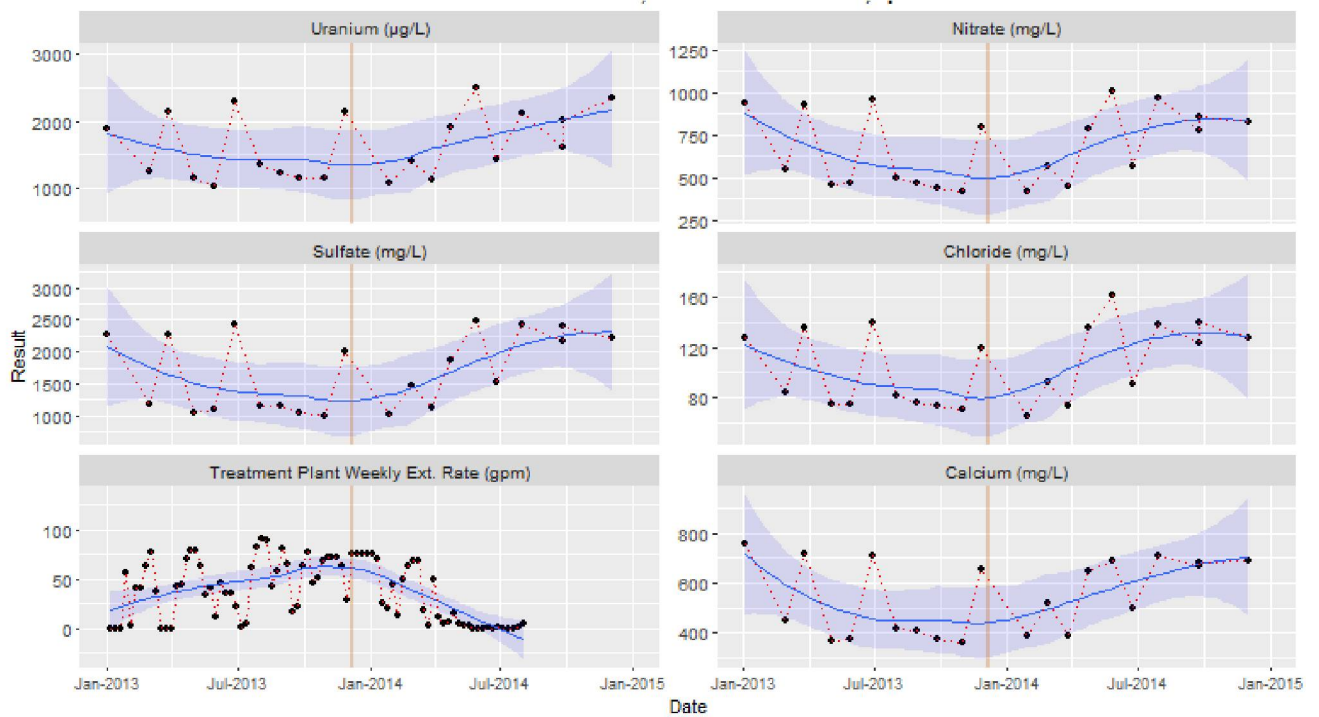 Uranium (µg/L)
Nitrate (mg/L)
3000
2000
1000
1250
1000
750
500
250
Sulfate (mg/L)
Chloride (mg/L)
3000
2500
2000
1500
1000
160
120
80
Result
Treatment Plant Weekly Ext. Rate (gpm)
Calcium (mg/L)
100
50
0
800
600
400
Jan-2013 Jul-2013 Jan-2014 Jul-2014 Jan-2015
Jan-2013 Jul-2013 Jan-2014 Jul-2014 Jan-2015
Date